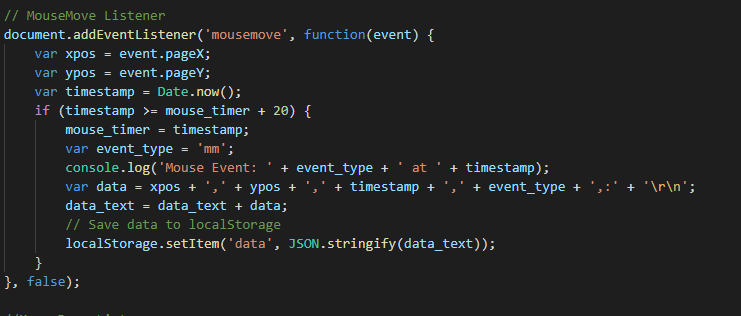 // MouseMove Listener
document.addEventListener('mousemove', function(event) {
    var xpos = event.pageX;
    var ypos = event.pageY;
    var timestamp = Date.now();
    if (timestamp >= mouse_timer + 20) {
        mouse_timer = timestamp;
        var event_type = 'mm';
        console.log('Mouse Event: ' + event_type + ' at ' + timestamp);
        var data = xpos + ',' + ypos + ',' + timestamp + ',' + event_type + ',:' + '\r\n';
        data_text = data_text + data;
        // Save data to localStorage
        localStorage.setItem('data', JSON.stringify(data_text));
    }
}, false);